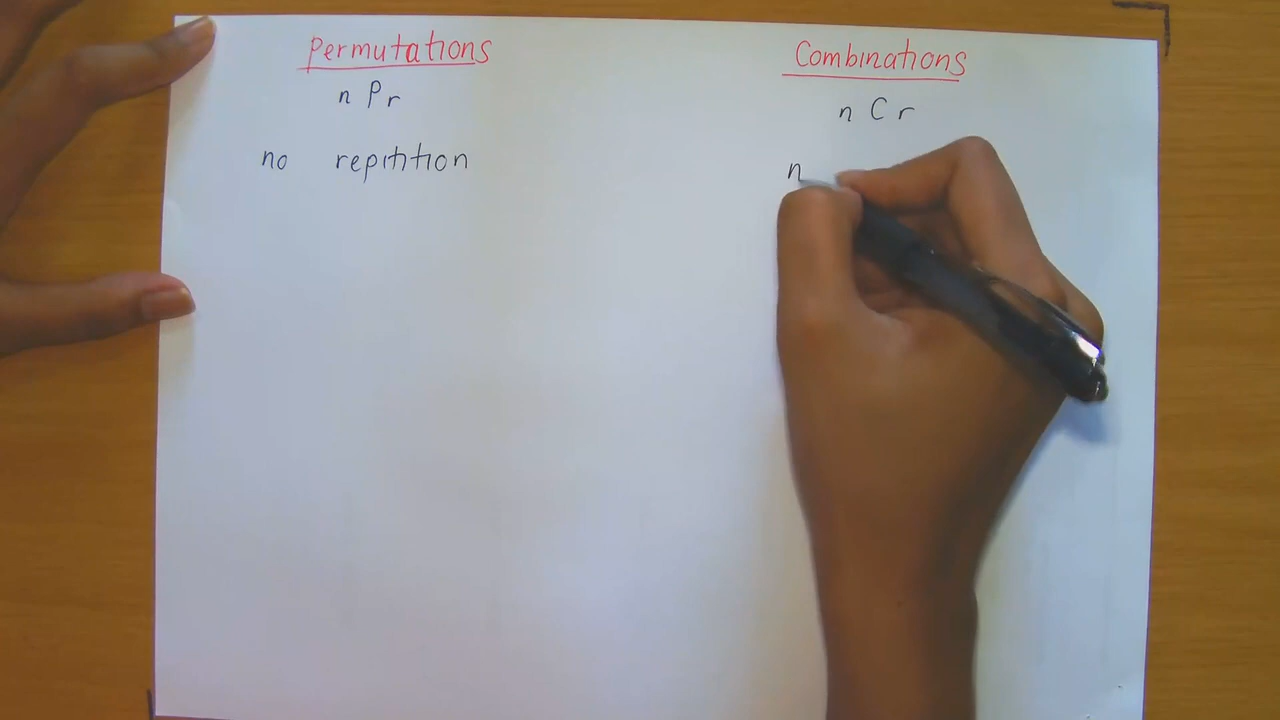 Permutations
n P r
no repitition
Combinations
n C r
n